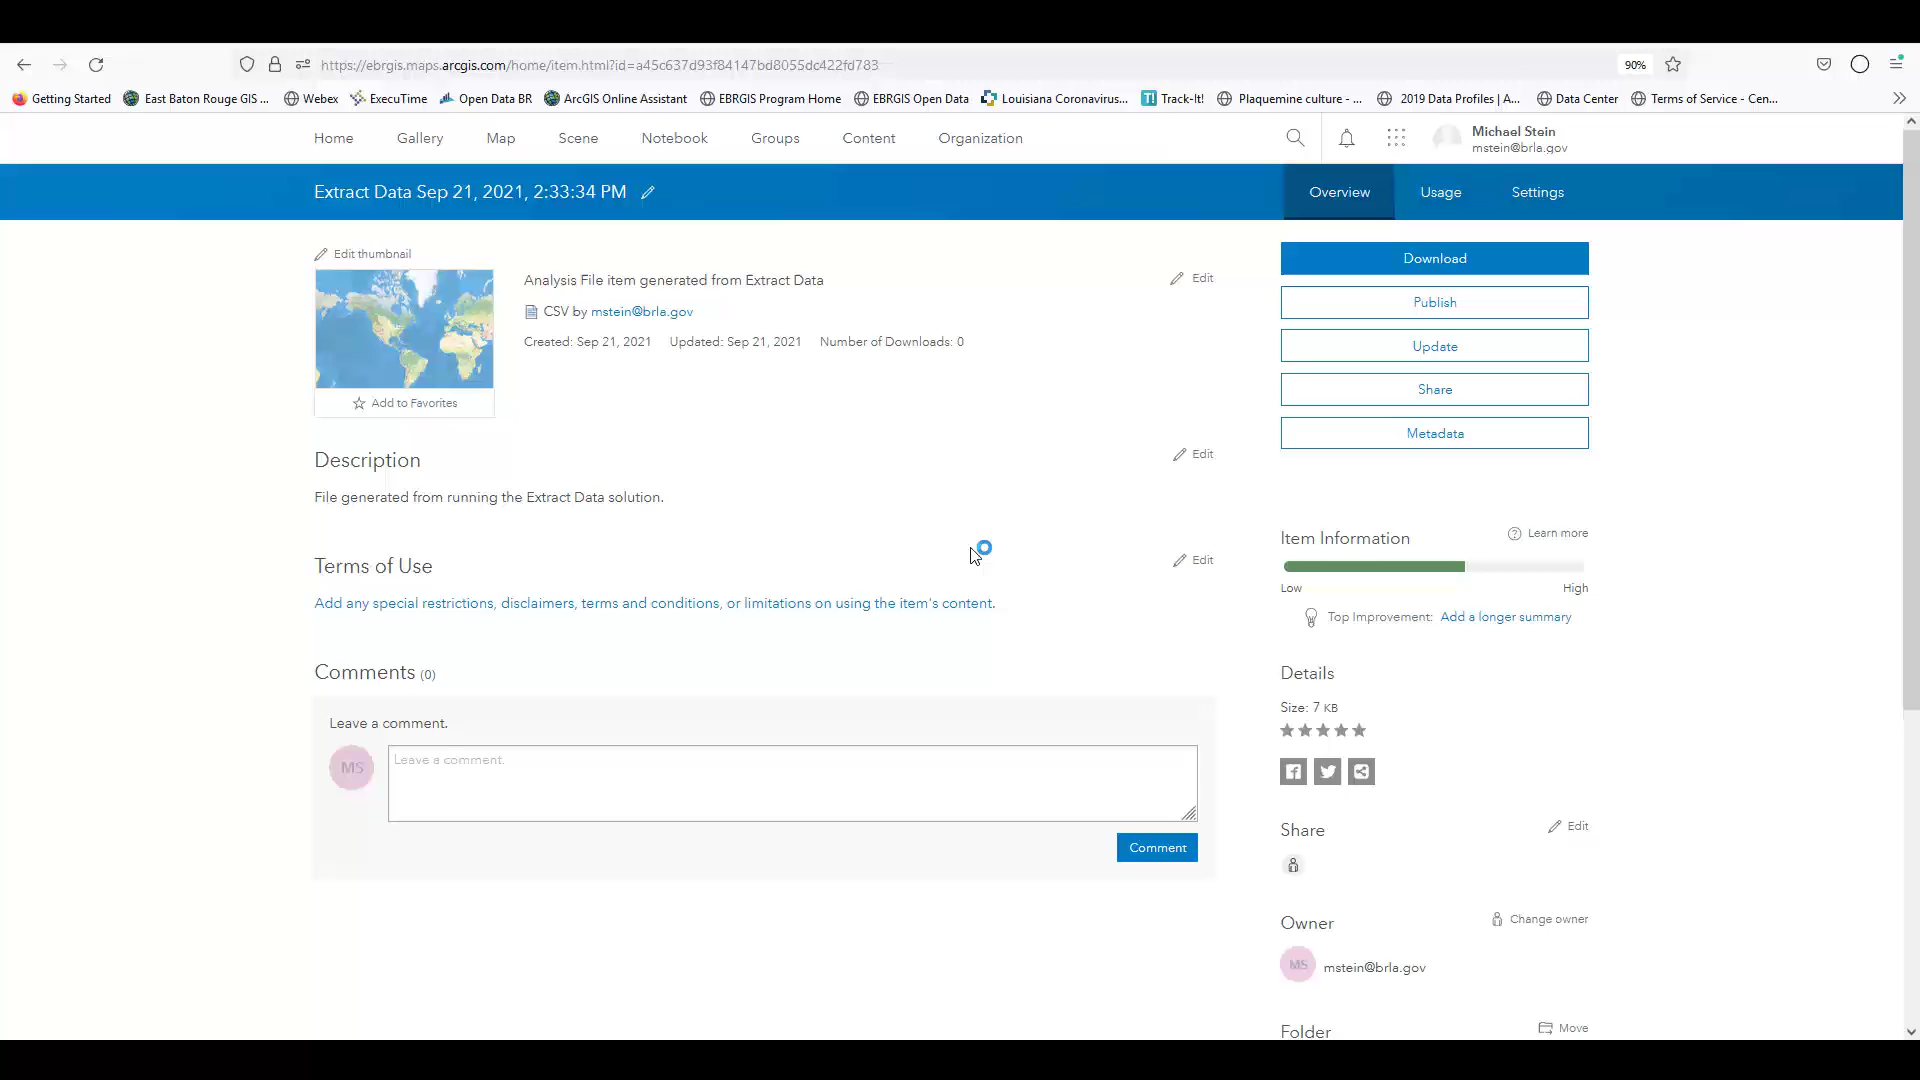 https://ebrgis.maps.arcgis.com/home/item.html?id=a45c637d93f84147bd8055dc422fd783
90%
Getting Started
East Baton Rouge GIS ...
Webex
ExecuTime
Open Data BR
ArcGIS Online Assistant
EBRGIS Program Home
EBRGIS Open Data
Louisiana Coronavirus...
Track-It!
Plaquemine culture - ...
2019 Data Profiles | A...
Data Center
Terms of Service - Cen...
Home
Gallery
Map
Scene
Notebook
Groups
Content
Organization
Michael Stein
mstein@brla.gov
Extract Data Sep 21, 2021, 2:33:34 PM
Overview
Usage
Settings
Edit thumbnail
Add to Favorites
Analysis File item generated from Extract Data
Edit
CSV by mstein@brla.gov
Created: Sep 21, 2021 Updated: Sep 21, 2021 Number of Downloads: 0
Download
Publish
Update
Share
Metadata
Description
Edit
File generated from running the Extract Data solution.
Terms of Use
Edit
Add any special restrictions, disclaimers, terms and conditions, or limitations on using the item's content.
Comments (0)
Leave a comment.
MS
Leave a comment.
Comment
Item Information
Learn more
Low
High
Top Improvement: Add a longer summary
Details
Size: 7 KB
Share
Edit
Owner
Change owner
MS
mstein@brla.gov
Folder
Move